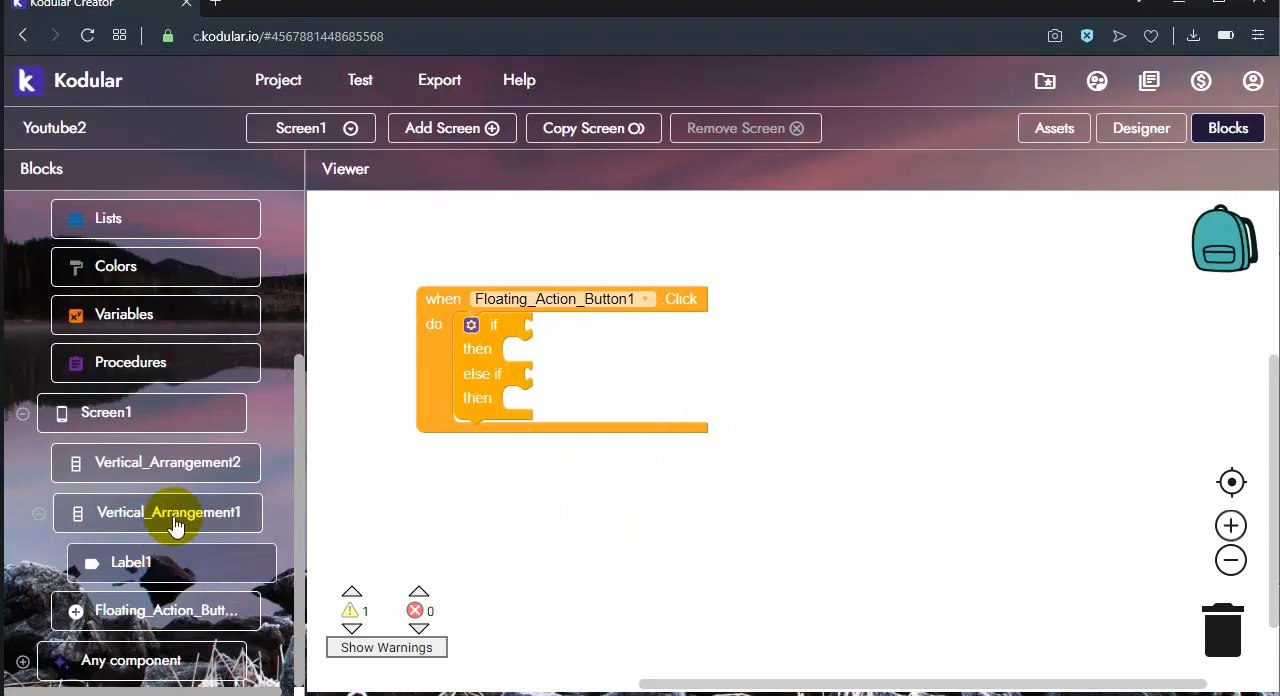 Kodular Creator
c.kodular.io/#4567881448685568
Kodular
Project
Test
Export
Help
Youtube2
Screen1
Add Screen
Copy Screen
Remove Screen
Assets
Designer
Blocks
Blocks
Viewer
Lists
Colors
Variables
Procedures
Screen1
Vertical_Arrangement2
Vertical_Arrangement1
Label1
Floating_Action_Butt...
Any component
when Floating_Action_Button1 .Click
do if
then
else if
then
1
0
Show Warnings